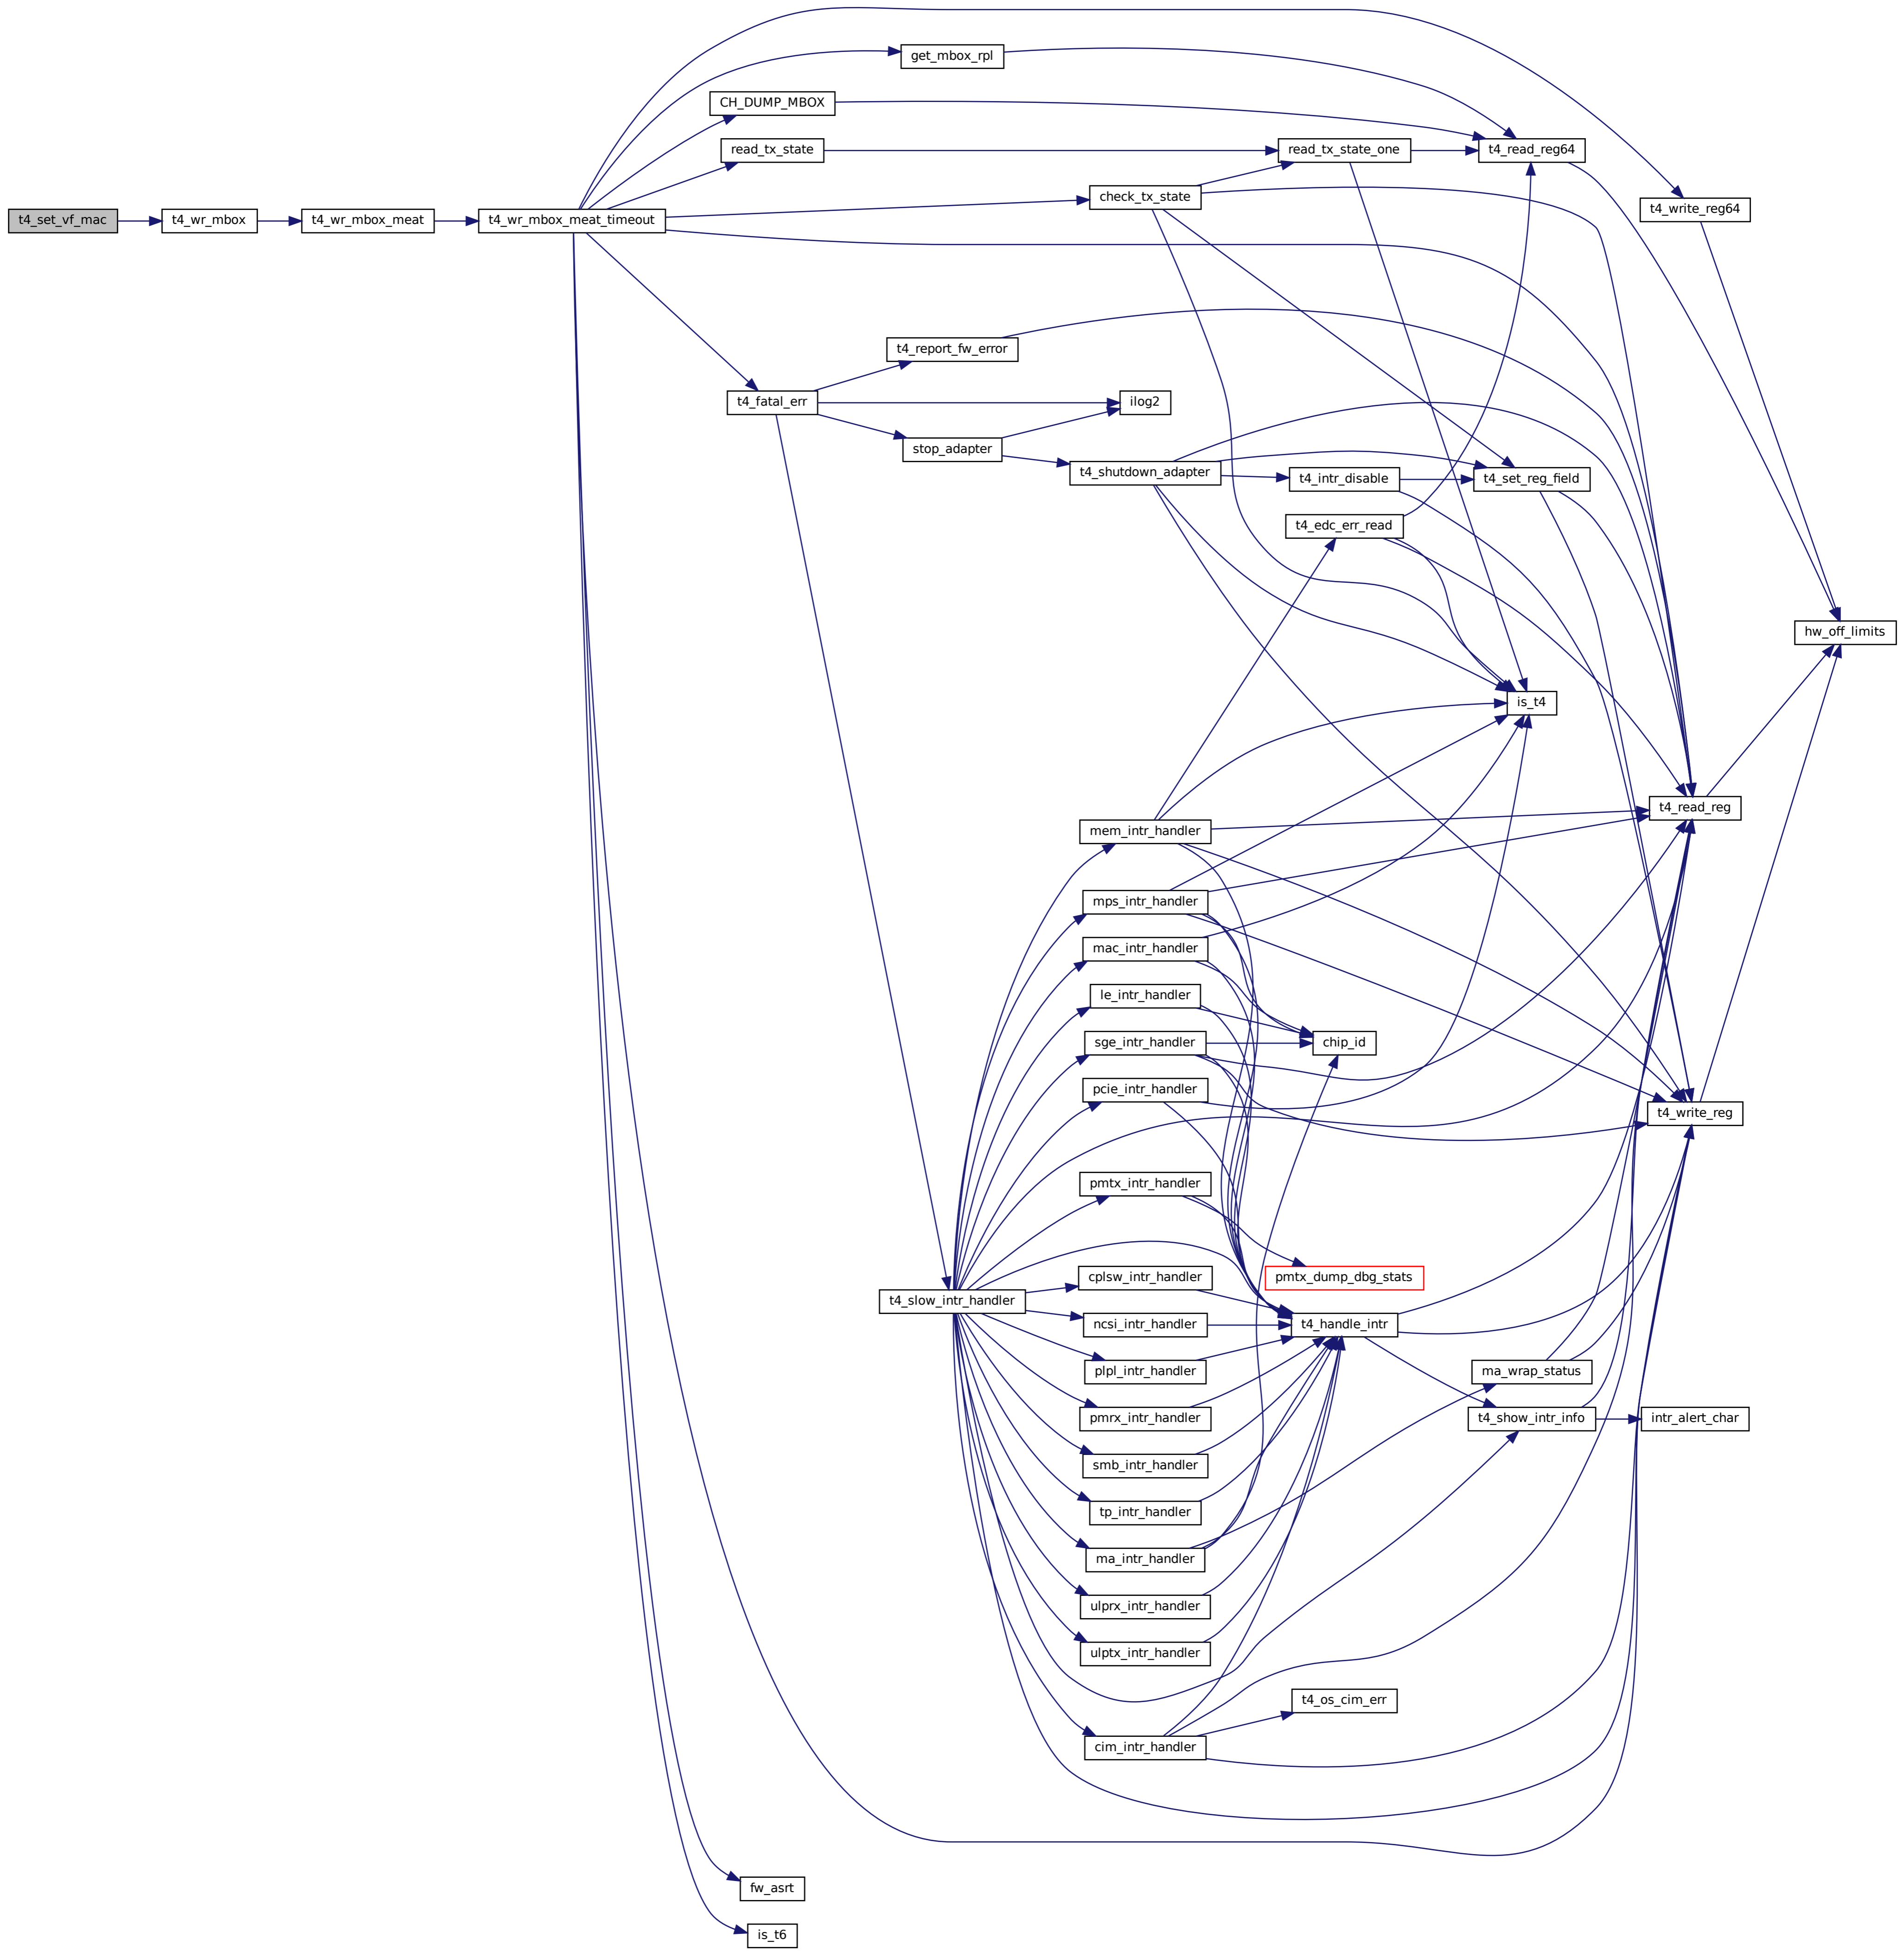 t4_set_vf_mac
t4_wr_mbox
t4_wr_mbox_meat
t4_wr_mbox_meat_timeout
get_mbox_rpl
CH_DUMP_MBOX
read_tx_state
check_tx_state
read_tx_state_one
t4_read_reg64
t4_write_reg64
t4_report_fw_error
t4_fatal_err
ilog2
stop_adapter
t4_shutdown_adapter
t4_intr_disable
t4_set_reg_field
t4_edc_err_read
hw_off_limits
is_t4
t4_read_reg
mem_intr_handler
mps_intr_handler
mac_intr_handler
le_intr_handler
sge_intr_handler
chip_id
pcie_intr_handler
t4_write_reg
pmtx_intr_handler
cplsw_intr_handler
pmtx_dump_dbg_stats
t4_slow_intr_handler
ncsi_intr_handler
t4_handle_intr
plpl_intr_handler
ma_wrap_status
pmrx_intr_handler
t4_show_intr_info
intr_alert_char
smb_intr_handler
tp_intr_handler
ma_intr_handler
ulprx_intr_handler
ulptx_intr_handler
t4_os_cim_err
cim_intr_handler
fw_asrt
is_t6